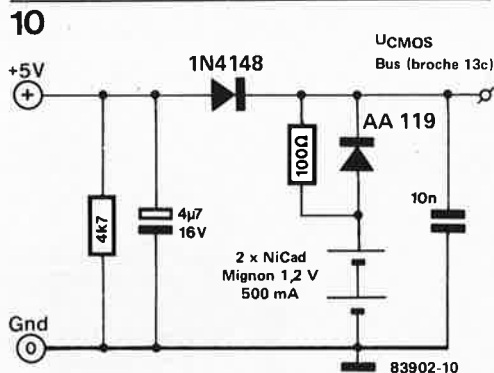 10
UCMOS
Bus (broche 13c)
+5V
1N4148
+
AA 119
100Ω
4k7
4µ7
16V
10n
2 x NiCad
Mignon 1,2 V
500 mA
Gnd
0
83902-10